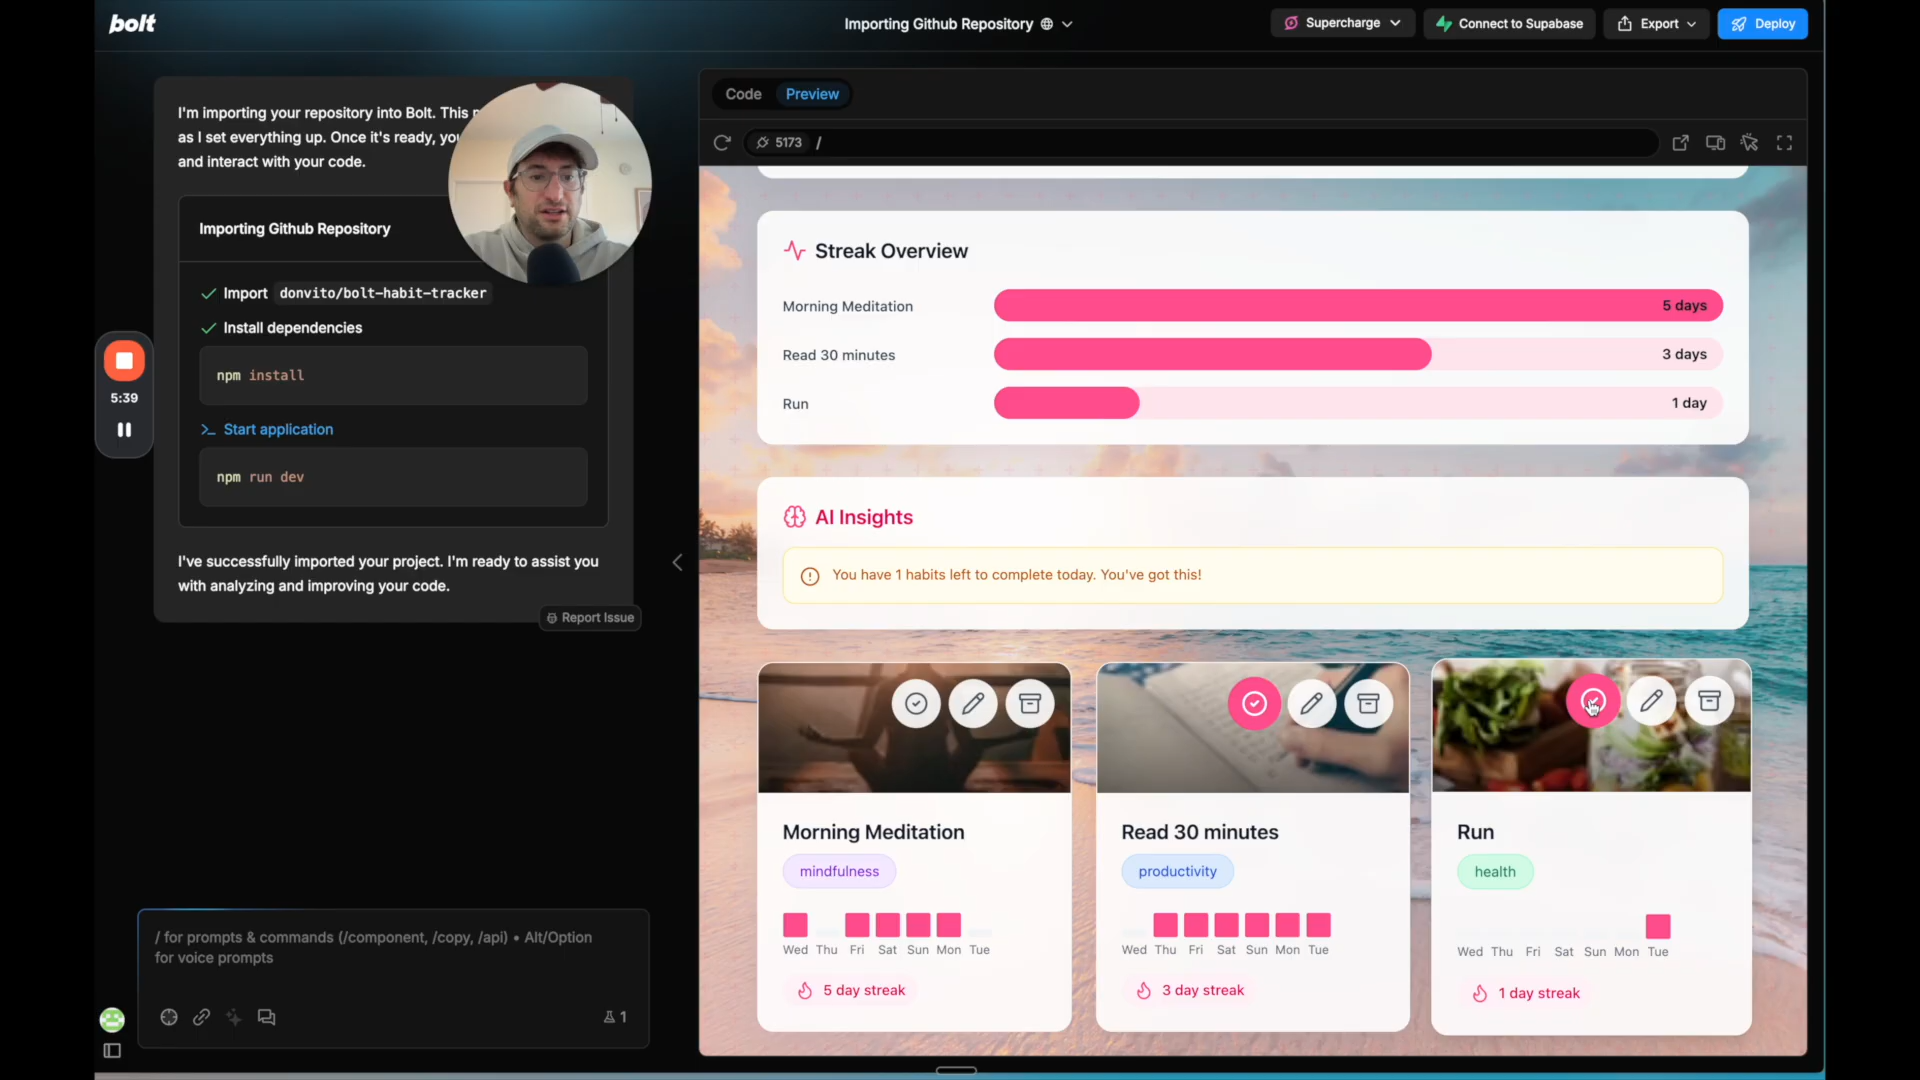 bolt
Importing Github Repository
Supercharge
Connect to Supabase
Export
Deploy
I'm importing your repository into Bolt. This
as I set everything up. Once it's ready, you
and interact with your code.
Importing Github Repository
Import donvito/bolt-habit-tracker
Install dependencies
npm install
Start application
npm run dev
I've successfully imported your project. I'm ready to assist you
with analyzing and improving your code.
Report Issue
5:39
/ for prompts & commands (/component, /copy, /api) • Alt/Option
for voice prompts
1
Code Preview
5173 /
Streak Overview
Morning Meditation 5 days
Read 30 minutes 3 days
Run 1 day
AI Insights
You have 1 habits left to complete today. You've got this!
Morning Meditation
mindfulness
Wed Thu Fri Sat Sun Mon Tue
5 day streak
Read 30 minutes
productivity
Wed Thu Fri Sat Sun Mon Tue
3 day streak
Run
health
Wed Thu Fri Sat Sun Mon Tue
1 day streak